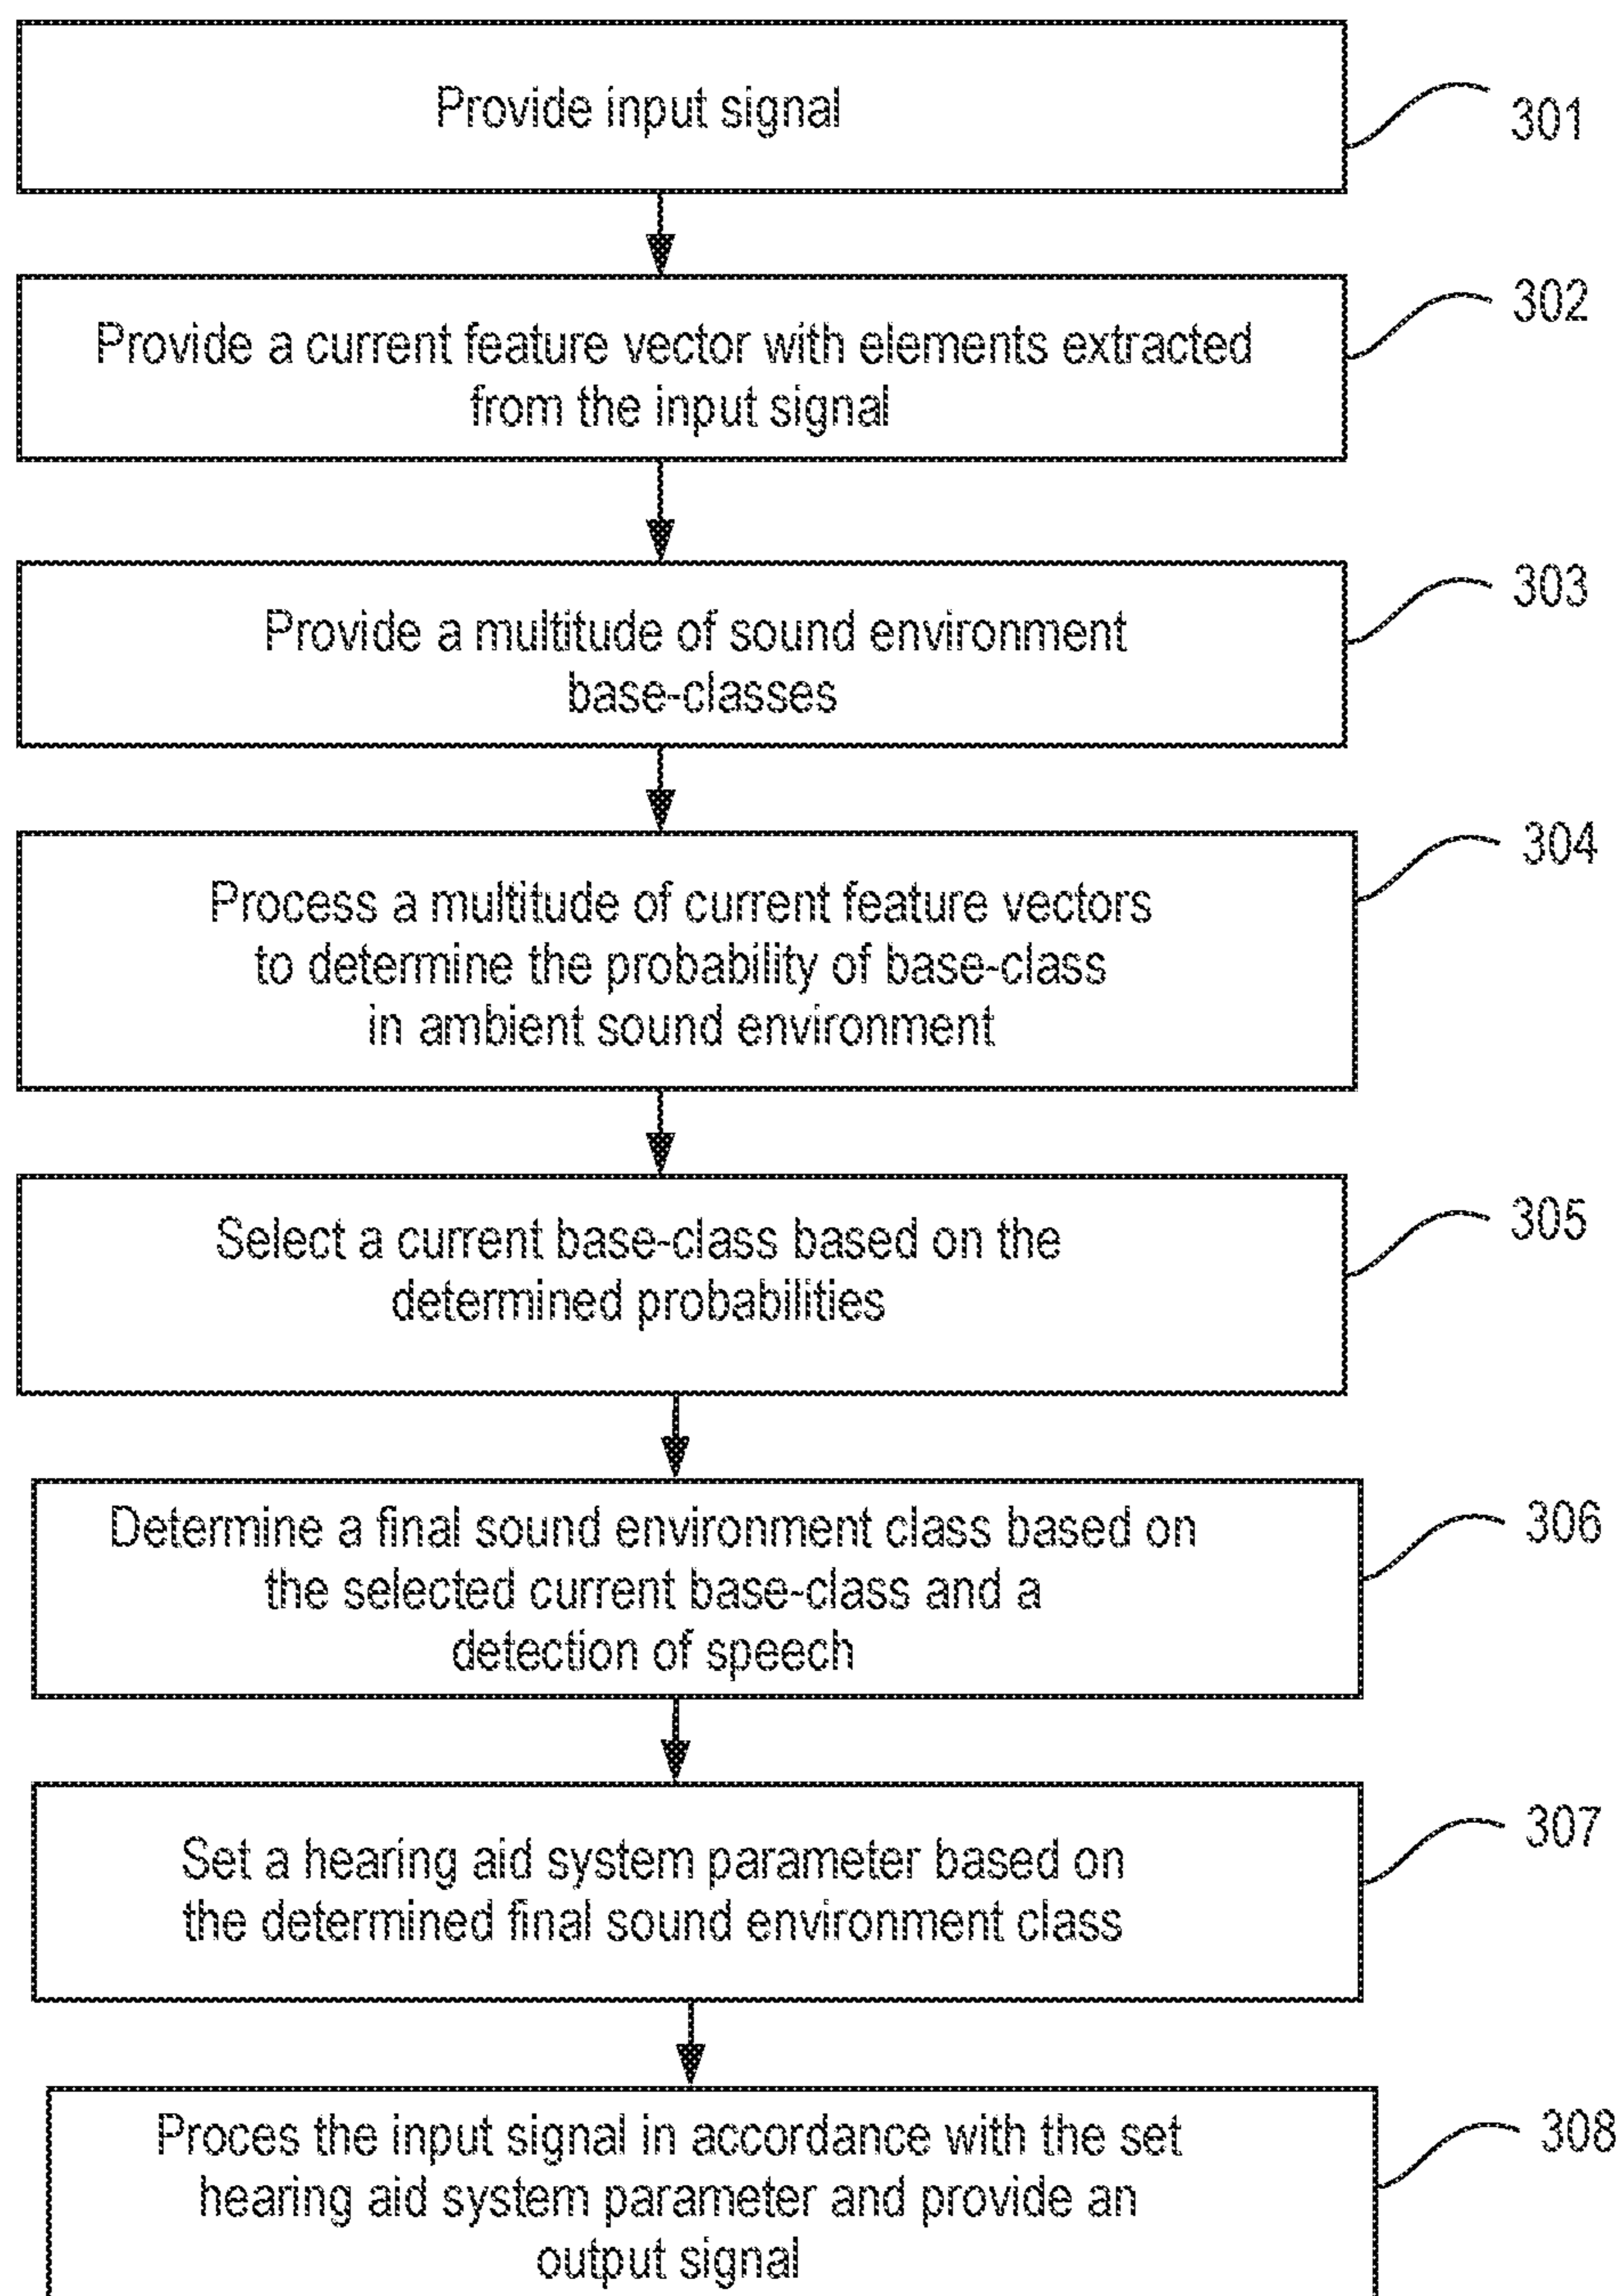 Provide input signal
301
Provide a current feature vector with elements extracted
from the input signal
302
Provide a multitude of sound environment
base-classes
303
Process a multitude of current feature vectors
to determine the probability of base-class
in ambient sound environment
304
Select a current base-class based on the
determined probabilities
305
Determine a final sound environment class based on
the selected current base-class and a
detection of speech
306
Set a hearing aid system parameter based on
the determined final sound environment class
307
Proces the input signal in accordance with the set
hearing aid system parameter and provide an
output signal
308